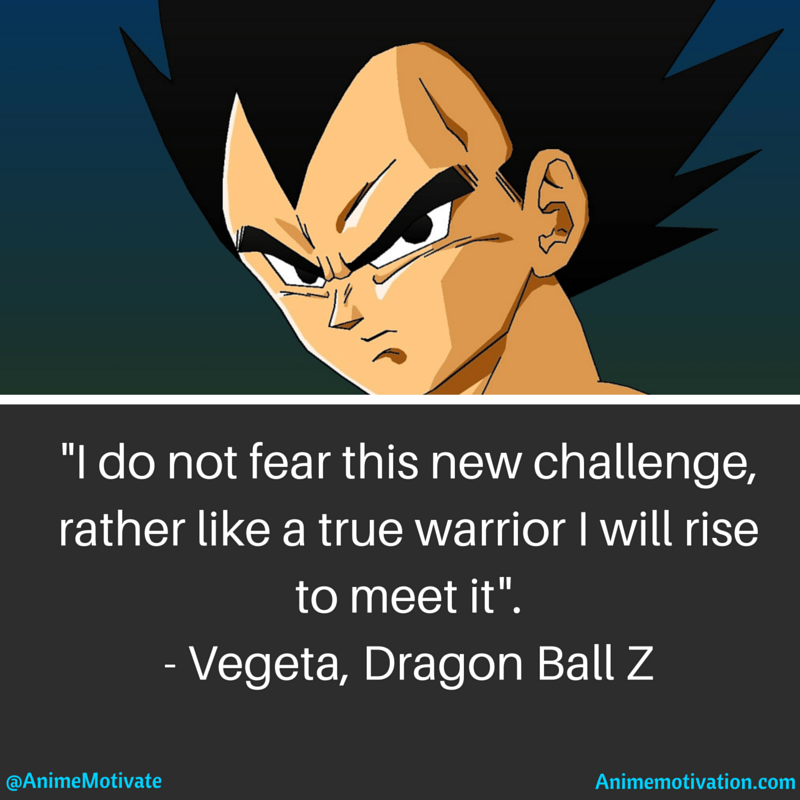 "I do not fear this new challenge,
rather like a true warrior I will rise
to meet it".
- Vegeta, Dragon Ball Z
@AnimeMotivate
Animemotivation.com